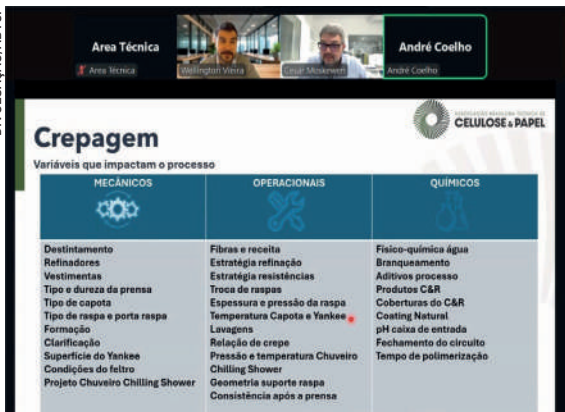 Area Técnica
André Coelho
Area Técnica
Wellington Vieira
Cesar Moskewen
André Coelho
CELULOSE & PAPEL
Crepagem
Variáveis que impactam o processo
MECÂNICOS
OPERACIONAIS
QUÍMICOS
Destintamento
Refinadores
Vestimentas
Tipo e dureza da prensa
Tipo de capota
Tipo de raspa e porta raspa
Formação
Clarificação
Superfície do Yankee
Condições do feltro
Projeto Chuveiro Chilling Shower
Fibras e receita
Estratégia refinação
Estratégia resistências
Troca de raspas
Espessura e pressão da raspa
Temperatura Capota e Yankee
Lavagens
Relação de crepe
Pressão e temperatura Chuveiro
Chilling Shower
Geometria suporte raspa
Consistência após a prensa
Físico-química água
Branqueamento
Aditivos processo
Produtos C&R
Coberturas do C&R
Coating Natural
pH caixa de entrada
Fechamento do circuito
Tempo de polimerização